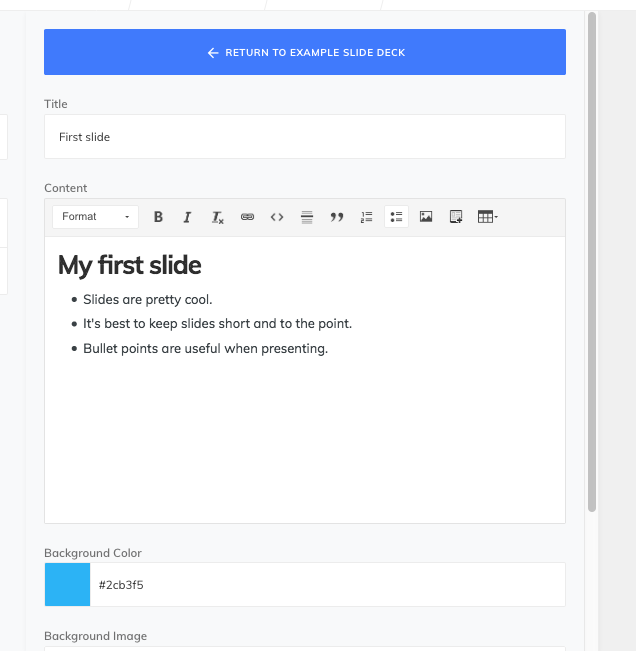 RETURN TO EXAMPLE SLIDE DECK
Title
First slide
Content
Format
My first slide
• Slides are pretty cool.
• It's best to keep slides short and to the point.
• Bullet points are useful when presenting.
Background Color
#2cb3f5
Background Image